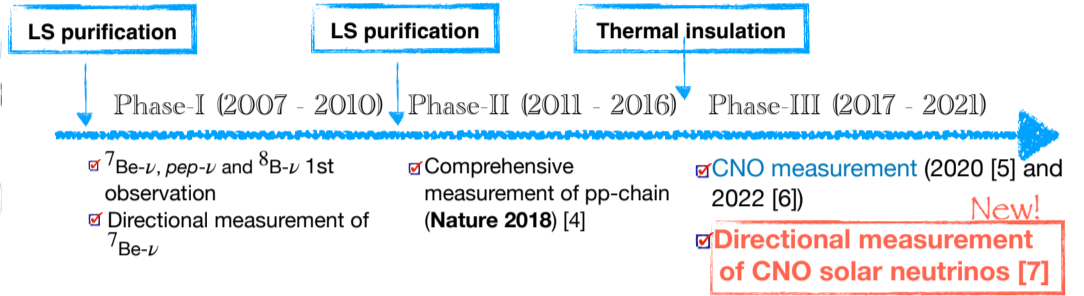 LS purification
LS purification
Thermal insulation
Phase-I (2007 - 2010)
Phase-II (2011 - 2016)
Phase-III (2017 - 2021)
⁷Be-ν, pep-ν and ⁸B-ν 1st
observation
Directional measurement of
⁷Be-ν
Comprehensive
measurement of pp-chain
(Nature 2018) [4]
CNO measurement (2020 [5] and
2022 [6])
New!
Directional measurement
of CNO solar neutrinos [7]